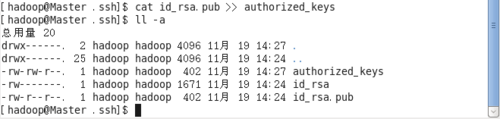 [hadoop@Master .ssh]$ cat id_rsa.pub >> authorized_keys
[hadoop@Master .ssh]$ ll -a
总用量 20
drwx------. 2 hadoop hadoop 4096 11月 19 14:27 .
drwx------. 25 hadoop hadoop 4096 11月 19 14:24 ..
-rw-rw-r--. 1 hadoop hadoop 402 11月 19 14:27 authorized_keys
-rw-------. 1 hadoop hadoop 1671 11月 19 14:24 id_rsa
-rw-r--r--. 1 hadoop hadoop 402 11月 19 14:24 id_rsa.pub
[hadoop@Master .ssh]$